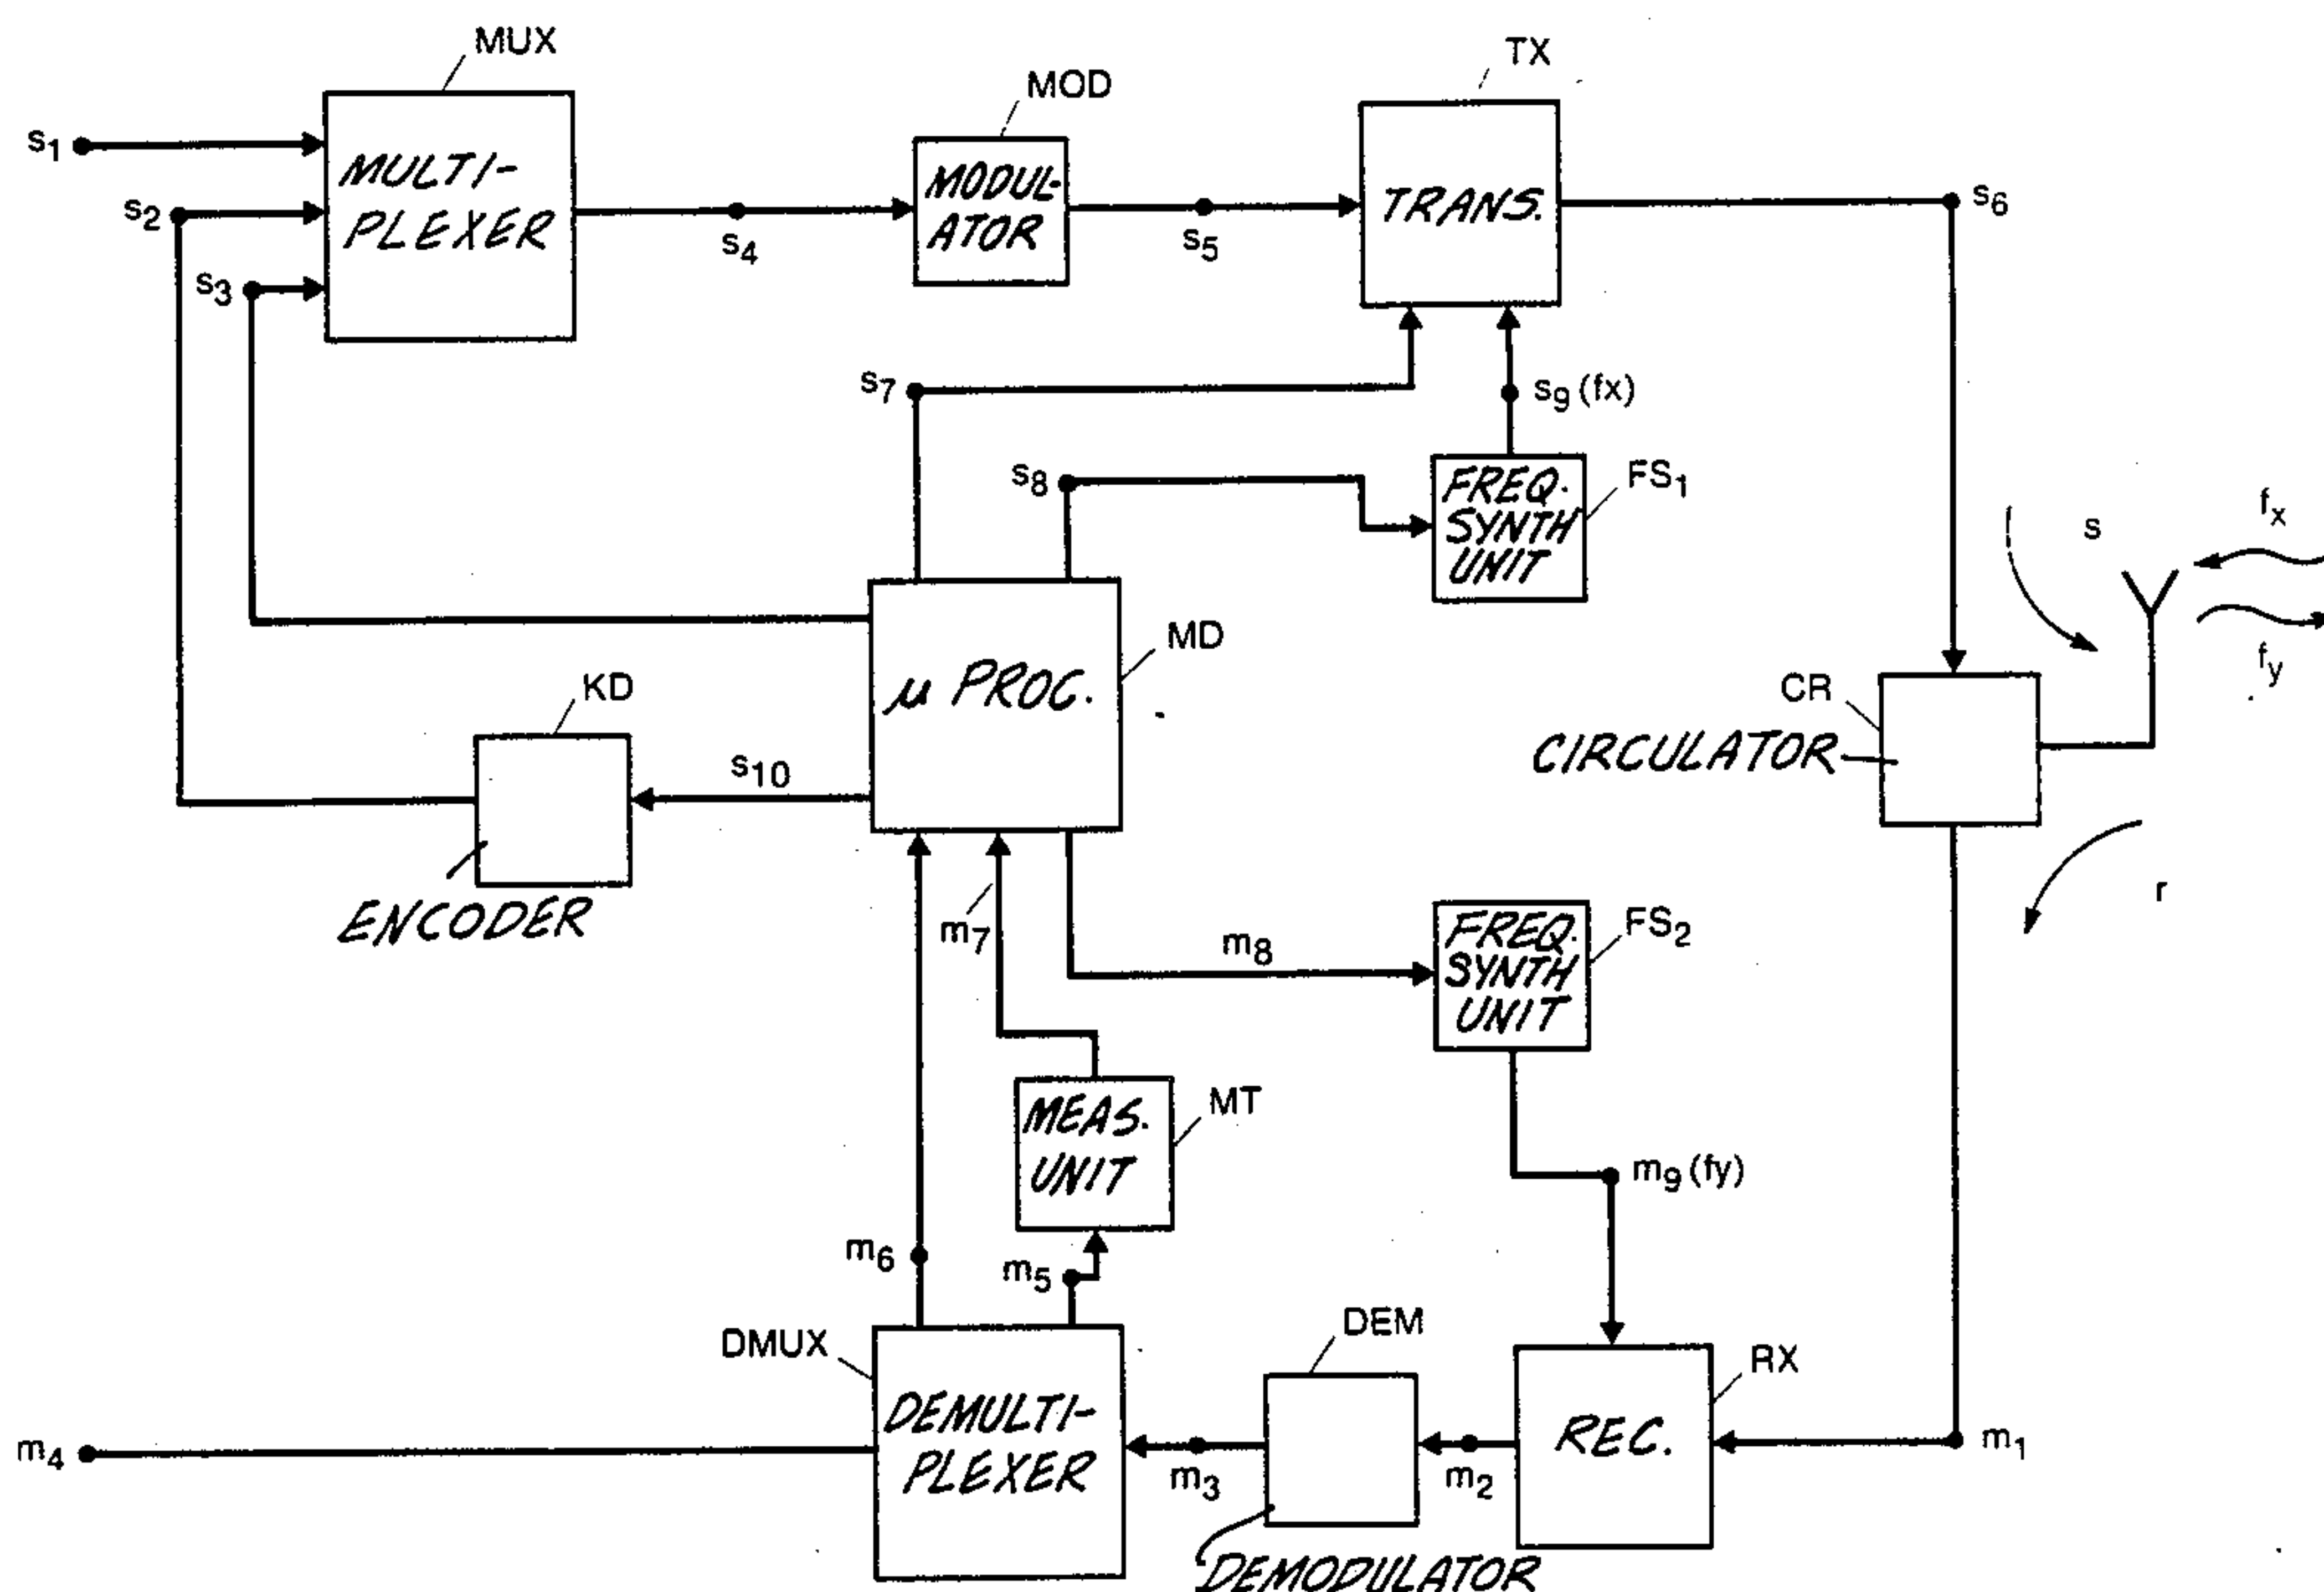 MUX
MOD
TX
s1
s2
s3
MULTI-
PLEXER
s4
MODUL-
ATOR
s5
TRANS.
s6
s7
s9 (fx)
s8
FREQ.
SYNTH
UNIT
FS1
s
fx
fy
MD
μ PROC.
KD
s10
ENCODER
CR
CIRCULATOR
r
m7
m8
FREQ.
SYNTH
UNIT
FS2
MEAS.
UNIT
MT
m9 (fy)
m6
m5
DMUX
DEMULTI-
PLEXER
DEM
RX
m4
m3
m2
REC.
m1
DEMODULATOR